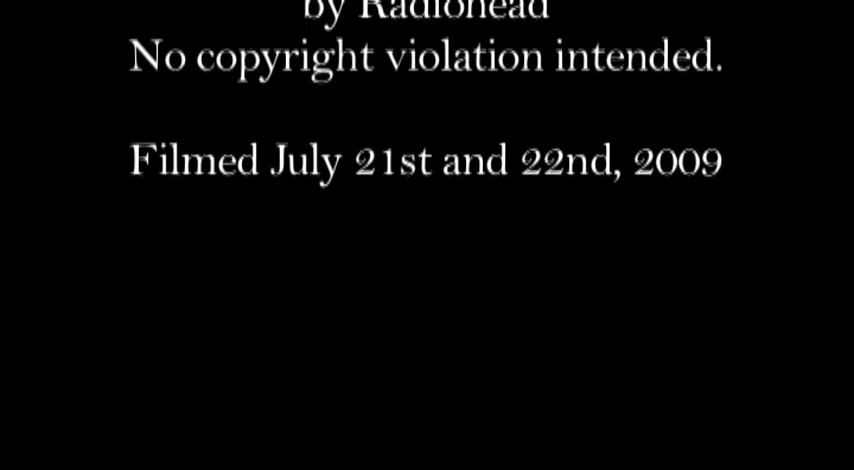 by Radiohead
No copyright violation intended.
Filmed July 21st and 22nd, 2009